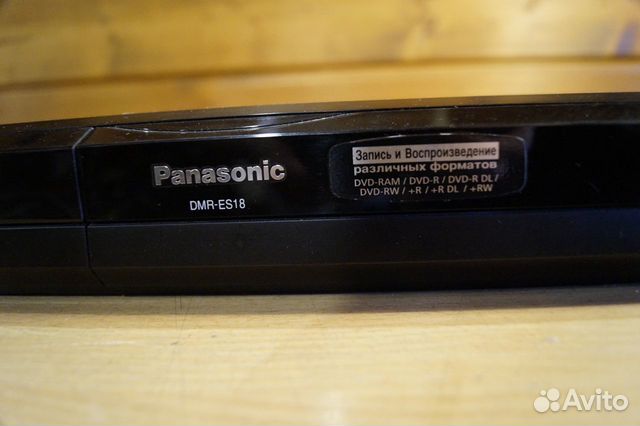 Panasonic
DMR-ES18
Запись и Воспроизведение
различных форматов
DVD-RAM / DVD-R / DVD-R DL /
DVD-RW / +R / +R DL / +RW
Avito